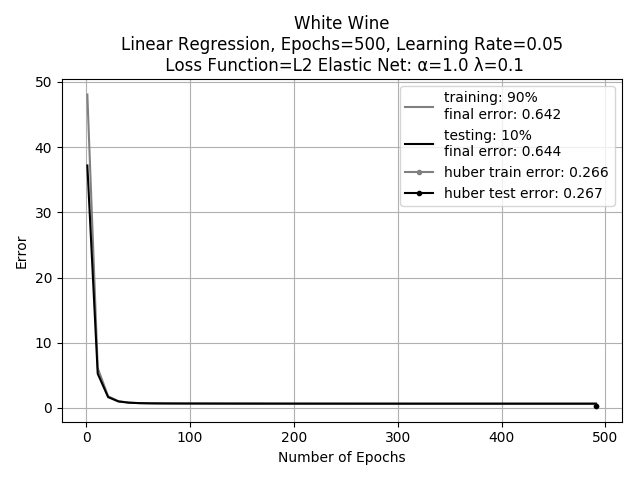 White Wine
Linear Regression, Epochs=500, Learning Rate=0.05
Loss Function=L2 Elastic Net: α=1.0 λ=0.1
training: 90%
final error: 0.642
testing: 10%
final error: 0.644
huber train error: 0.266
huber test error: 0.267
Error
50
40
30
20
10
0
0 100 200 300 400 500
Number of Epochs